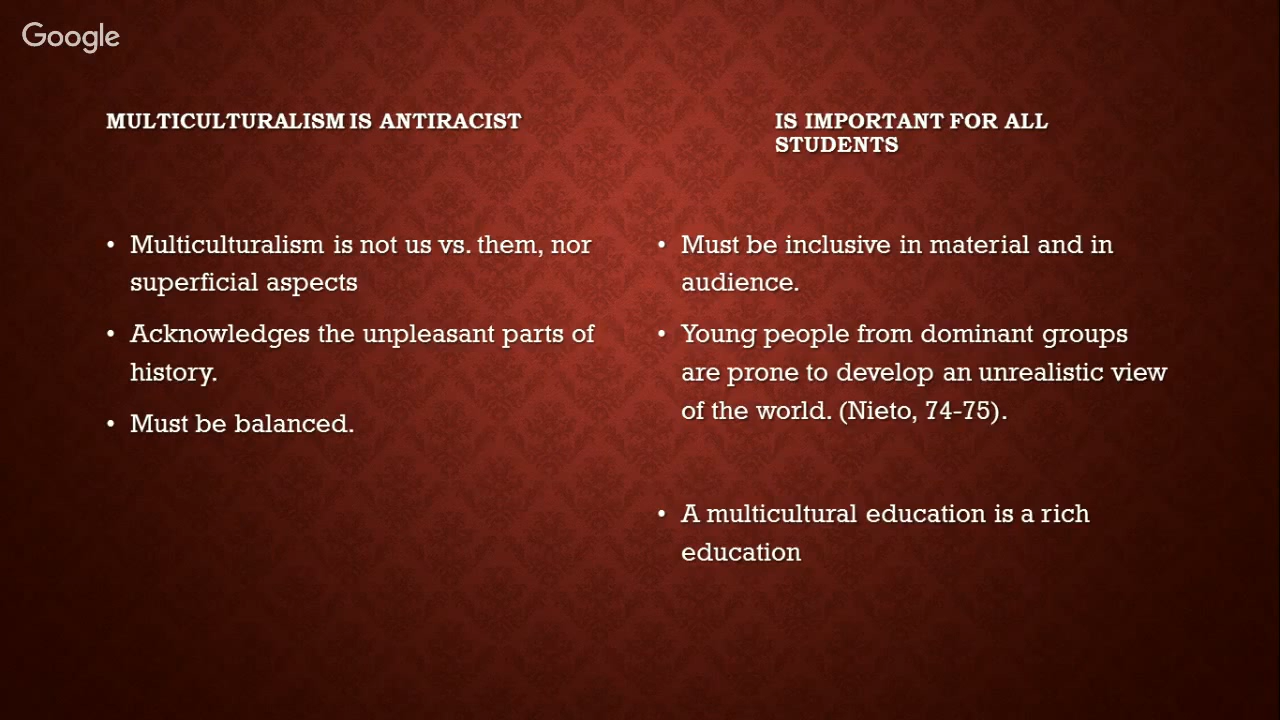 Google
MULTICULTURALISM IS ANTIRACIST
• Multiculturalism is not us vs. them, nor
superficial aspects
• Acknowledges the unpleasant parts of
history.
• Must be balanced.
IS IMPORTANT FOR ALL
STUDENTS
• Must be inclusive in material and in
audience.
• Young people from dominant groups
are prone to develop an unrealistic view
of the world. (Nieto, 74-75).
• A multicultural education is a rich
education